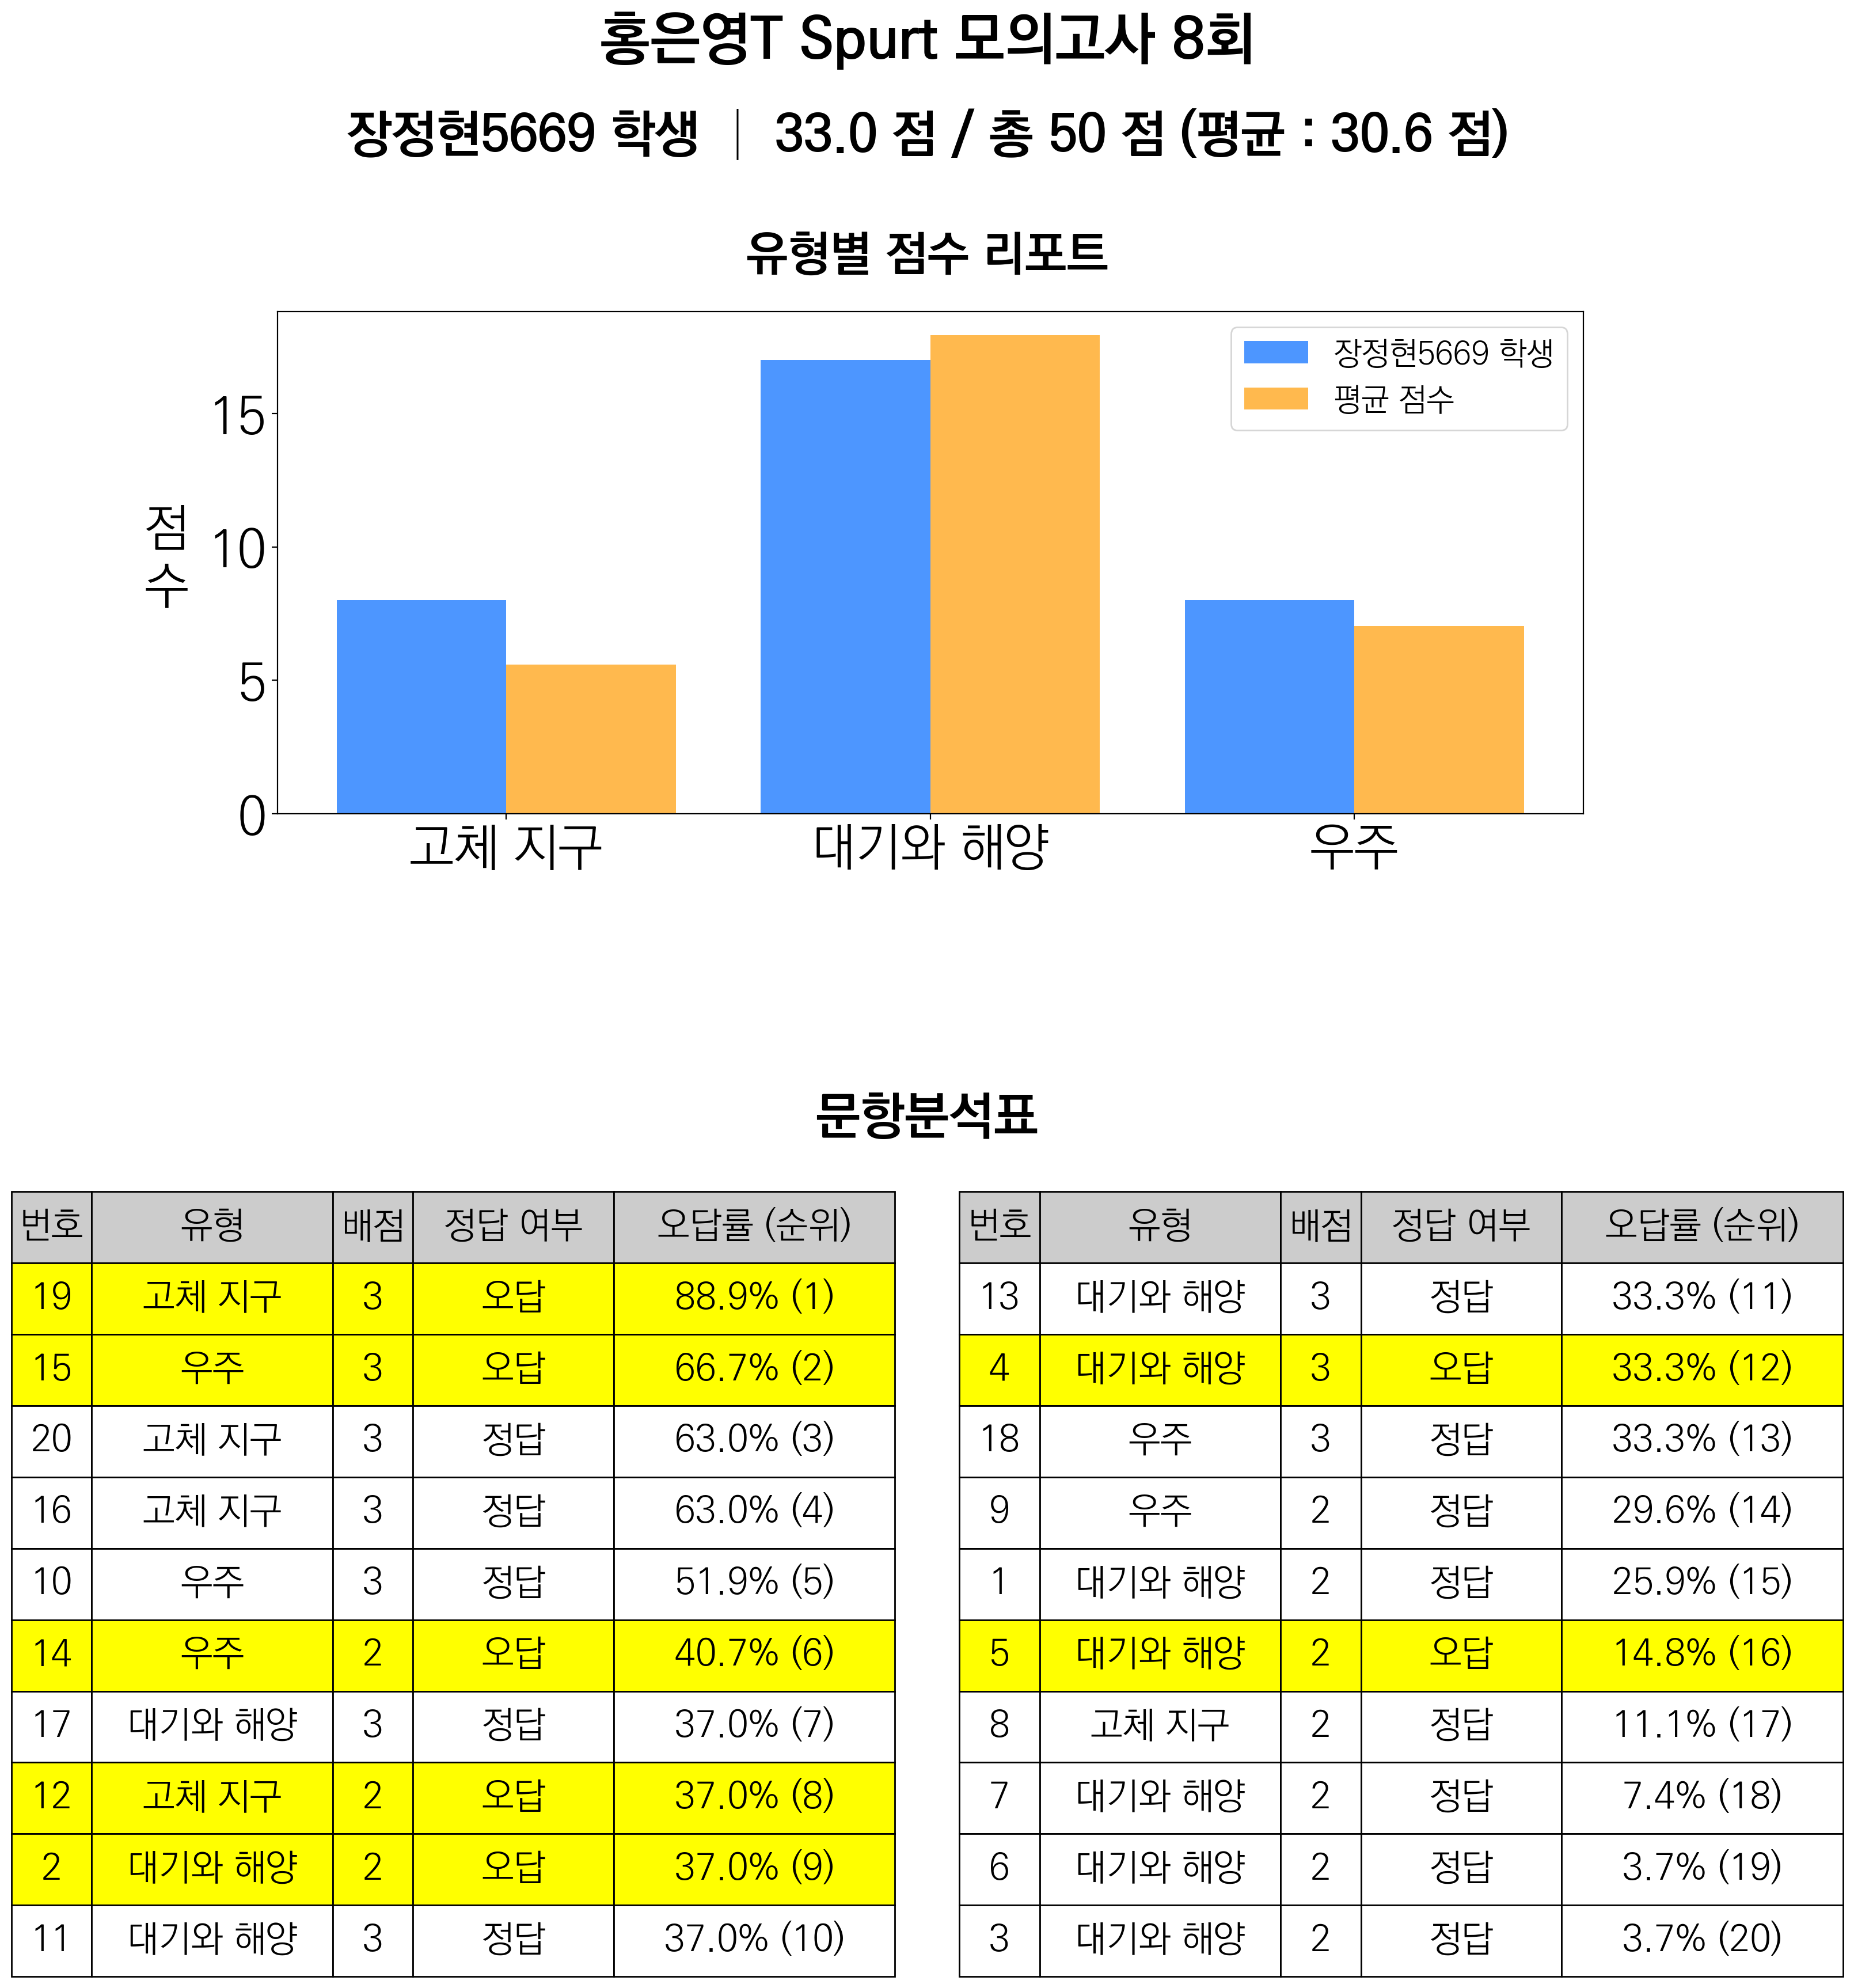 홍은영T Spurt 모의고사 8회
장정현5669 학생 | 33.0 점 / 총 50 점 (평균 : 30.6 점)
유형별 점수 리포트
장정현5669 학생
평균 점수
15
10
5
0
점
수
고체 지구 대기와 해양 우주
문항분석표
번호 유형 배점 정답 여부 오답률 (순위)
19 고체 지구 3 오답 88.9% (1)
15 우주 3 오답 66.7% (2)
20 고체 지구 3 정답 63.0% (3)
16 고체 지구 3 정답 63.0% (4)
10 우주 3 정답 51.9% (5)
14 우주 2 오답 40.7% (6)
17 대기와 해양 3 정답 37.0% (7)
12 고체 지구 2 오답 37.0% (8)
2 대기와 해양 2 오답 37.0% (9)
11 대기와 해양 3 정답 37.0% (10)
번호 유형 배점 정답 여부 오답률 (순위)
13 대기와 해양 3 정답 33.3% (11)
4 대기와 해양 3 오답 33.3% (12)
18 우주 3 정답 33.3% (13)
9 우주 2 정답 29.6% (14)
1 대기와 해양 2 정답 25.9% (15)
5 대기와 해양 2 오답 14.8% (16)
8 고체 지구 2 정답 11.1% (17)
7 대기와 해양 2 정답 7.4% (18)
6 대기와 해양 2 정답 3.7% (19)
3 대기와 해양 2 정답 3.7% (20)